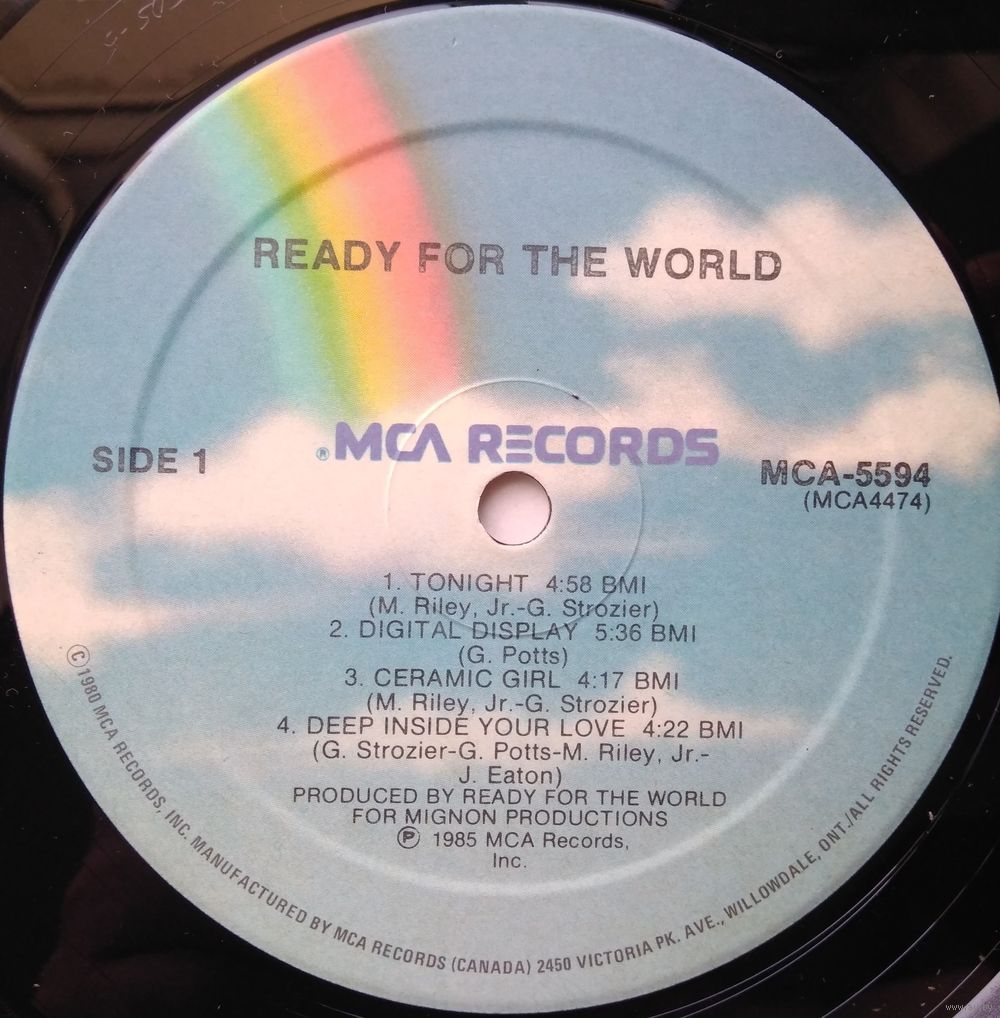 READY FOR THE WORLD
® MCA RECORDS
SIDE 1
MCA-5594
(MCA4474)
1. TONIGHT 4:58 BMI
(M. Riley, Jr.-G. Strozier)
2. DIGITAL DISPLAY 5:36 BMI
(G. Potts)
3. CERAMIC GIRL 4:17 BMI
(M. Riley, Jr.-G. Strozier)
4. DEEP INSIDE YOUR LOVE 4:22 BMI
(G. Strozier-G. Potts-M. Riley, Jr.-
J. Eaton)
PRODUCED BY READY FOR THE WORLD
FOR MIGNON PRODUCTIONS
℗ 1985 MCA Records,
Inc.
©1980 MCA RECORDS, INC. MANUFACTURED BY MCA RECORDS (CANADA) 2450 VICTORIA PK. AVE., WILLOWDALE, ONT./ALL RIGHTS RESERVED.